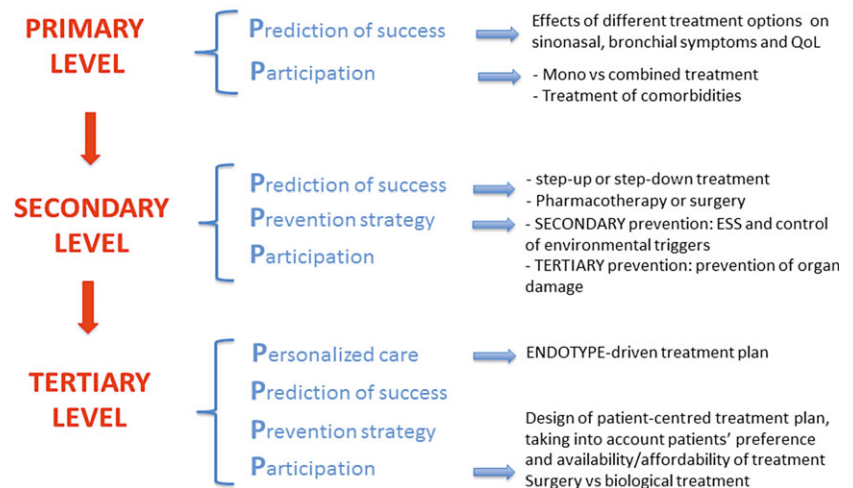 PRIMARY
LEVEL
Prediction of success
Effects of different treatment options on
sinonasal, bronchial symptoms and QoL
Participation
- Mono vs combined treatment
- Treatment of comorbidities
SECONDARY
LEVEL
Prediction of success
- step-up or step-down treatment
- Pharmacotherapy or surgery
Prevention strategy
- SECONDARY prevention: ESS and control
of environmental triggers
Participation
- TERTIARY prevention: prevention of organ
damage
TERTIARY
LEVEL
Personalized care
ENDOTYPE-driven treatment plan
Prediction of success
Prevention strategy
Participation
Design of patient-centred treatment plan,
taking into account patients' preference
and availability/affordability of treatment
Surgery vs biological treatment